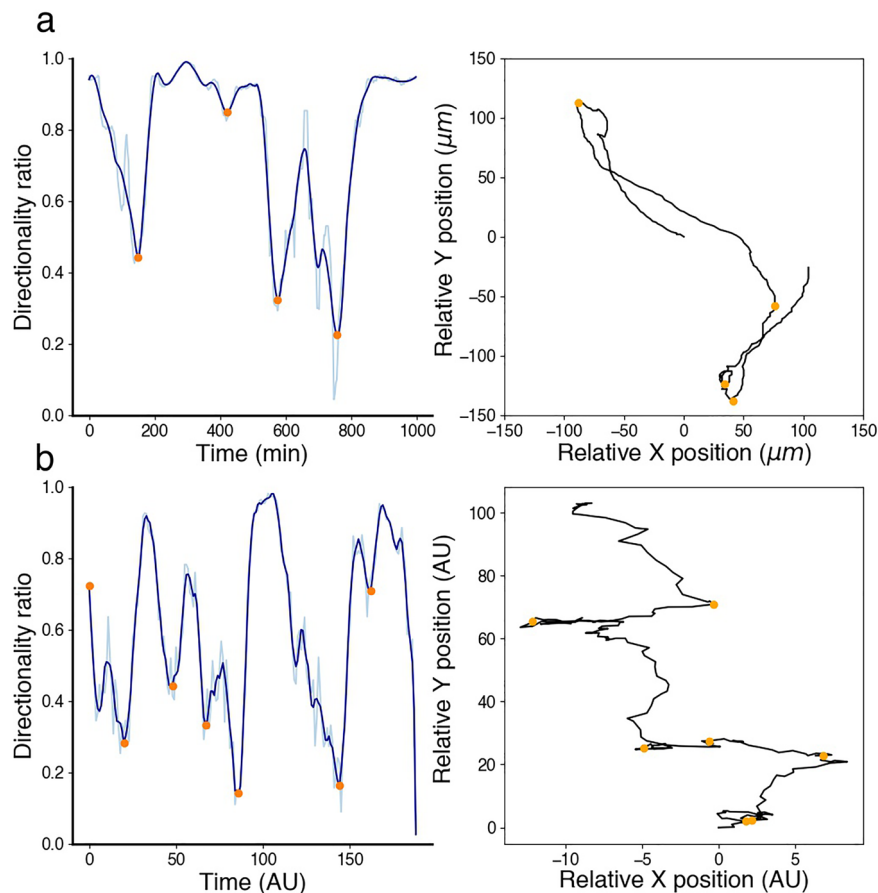 a
1.0
0.8
0.6
0.4
0.2
0.0
Directionality ratio
0 200 400 600 800 1000
Time (min)
150
100
50
0
−50
−100
−150
Relative Y position (μm)
−150 −100 −50 0 50 100 150
Relative X position (μm)
b
1.0
0.8
0.6
0.4
0.2
0.0
Directionality ratio
0 50 100 150
Time (AU)
100
80
60
40
20
0
Relative Y position (AU)
−10 −5 0 5
Relative X position (AU)